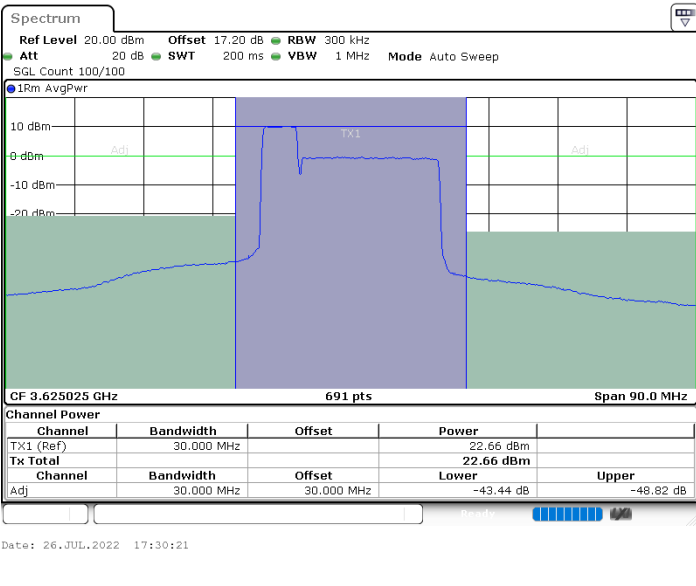 Spectrum
Ref Level 20.00 dBm Offset 17.20 dB RBW 300 kHz
Att 20 dB SWT 200 ms VBW 1 MHz Mode Auto Sweep
SGL Count 100/100
1Rm AvgPwr
10 dBm
TX1
Adj
Adj
0 dBm
-10 dBm
-20 dBm
CF 3.625025 GHz 691 pts Span 90.0 MHz
Channel Power
Channel Bandwidth Offset Power
TX1 (Ref) 30.000 MHz 22.66 dBm
Tx Total 22.66 dBm
Channel Bandwidth Offset Lower Upper
Adj 30.000 MHz 30.000 MHz -43.44 dB -48.82 dB
Ready
Date: 26.JUL.2022 17:30:21